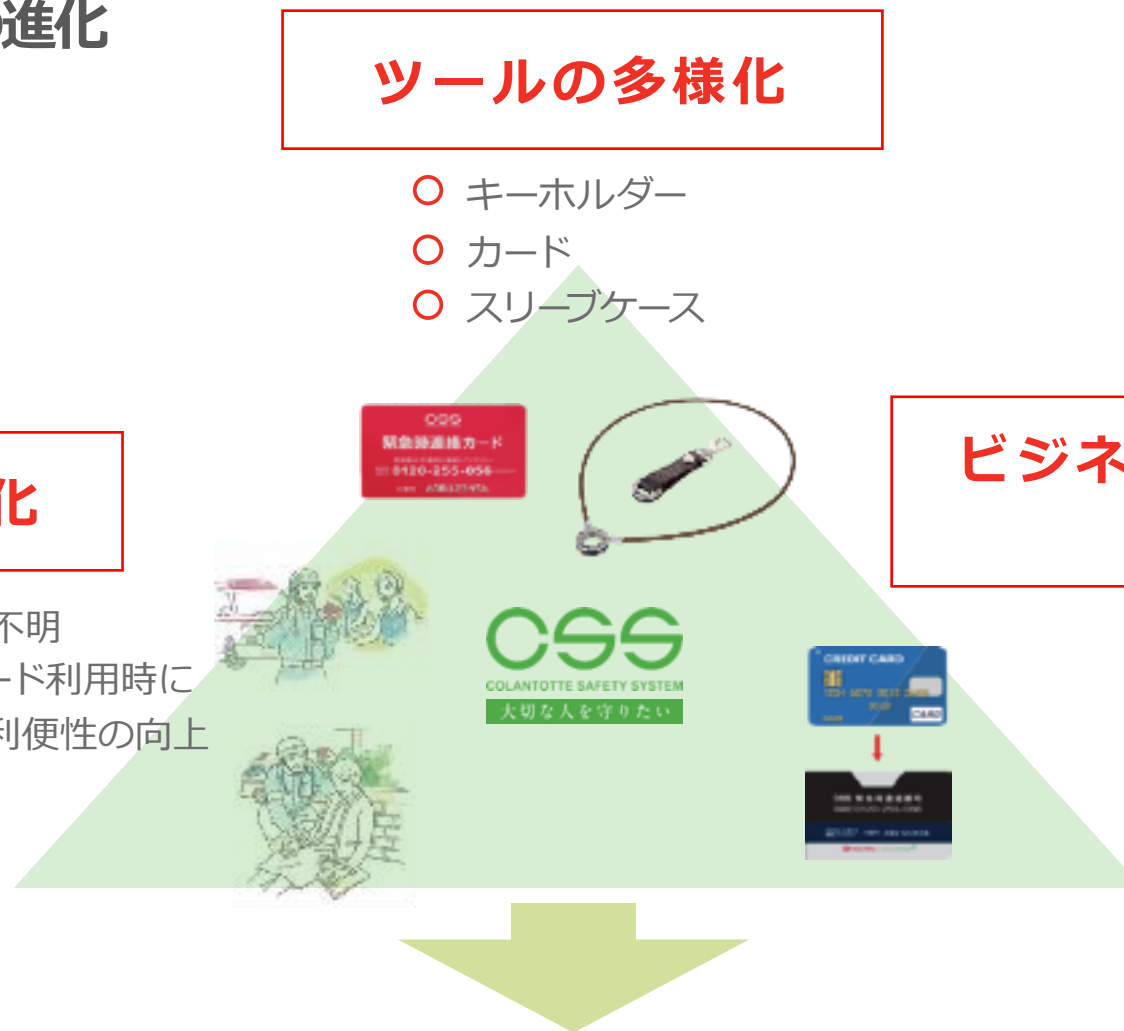 進化
ツールの多様化
キーホルダー
カード
スリーブケース
css
緊急時連絡カード
0120-255-056
化
ビジネ
不明
ード利用時に
利便性の向上
CSS
COLANTOTTE SAFETY SYSTEM
大切な人を守りたい
CREDIT CARD
CARD